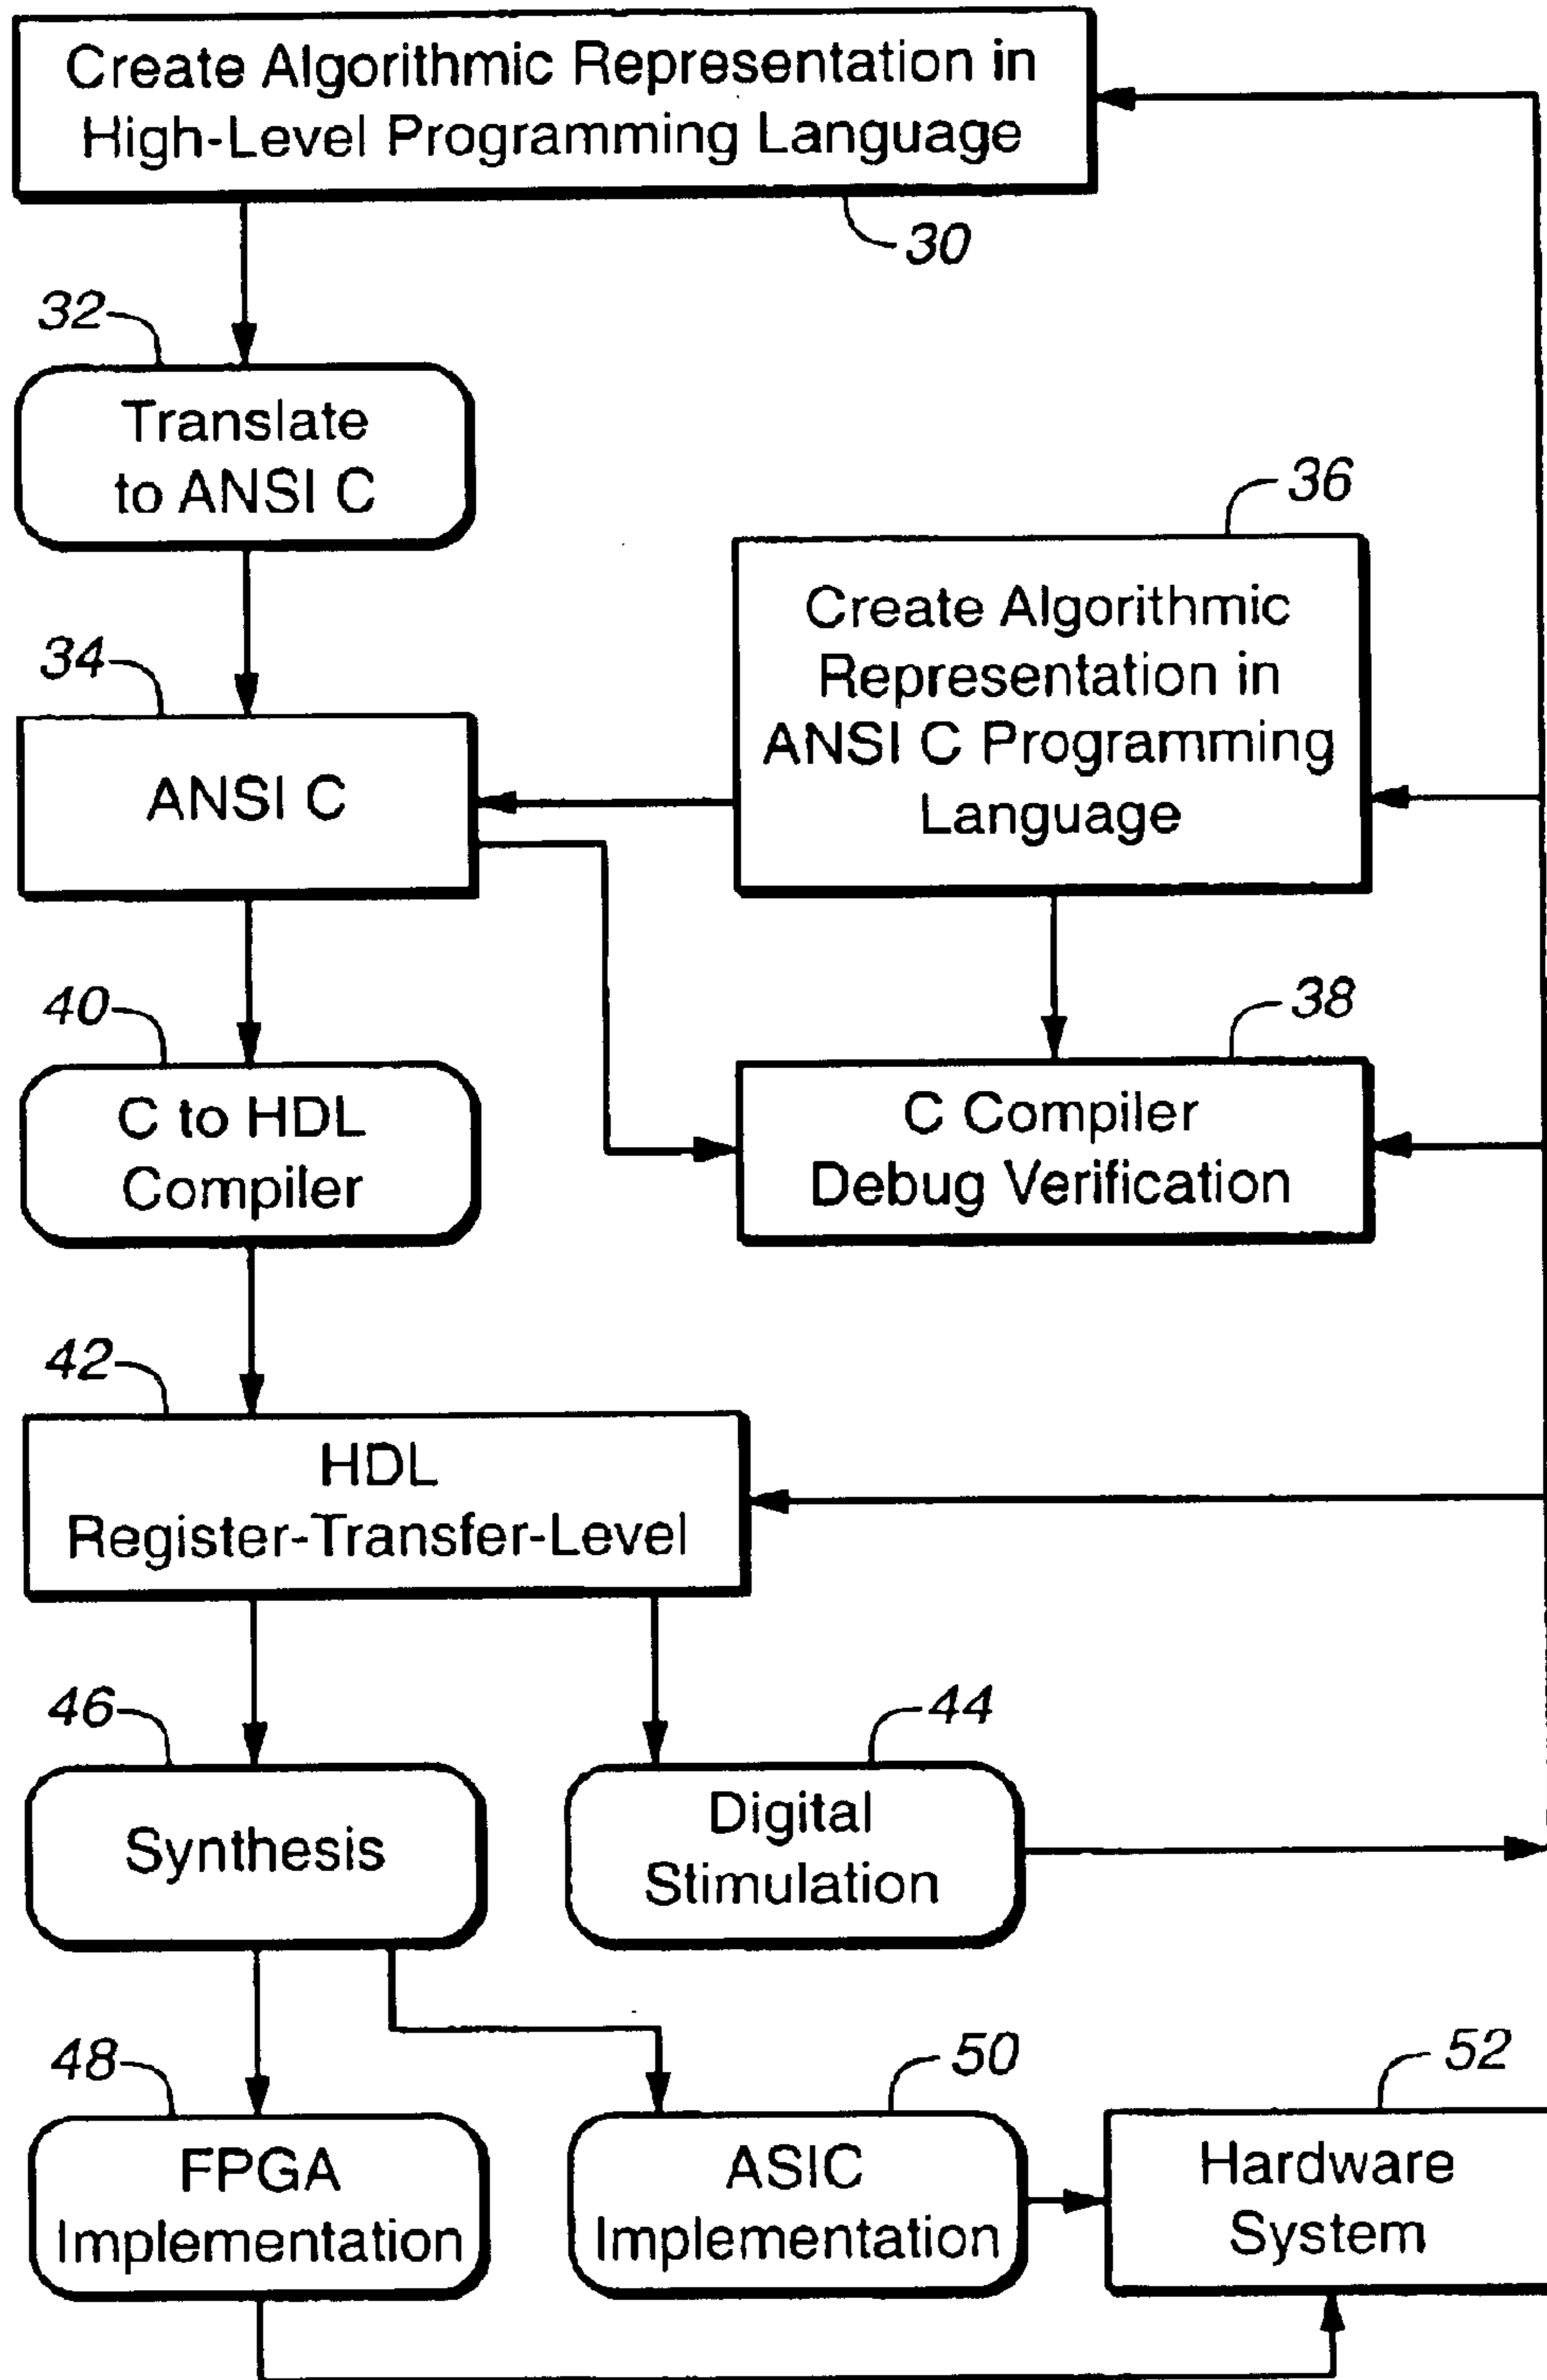 Create Algorithmic Representation in
High-Level Programming Language
30
32
Translate
to ANSI C
36
Create Algorithmic
Representation in
ANSI C Programming
Language
34
ANSI C
40
C to HDL
Compiler
38
C Compiler
Debug Verification
42
HDL
Register-Transfer-Level
46
Synthesis
44
Digital
Stimulation
48
FPGA
Implementation
50
ASIC
Implementation
52
Hardware
System